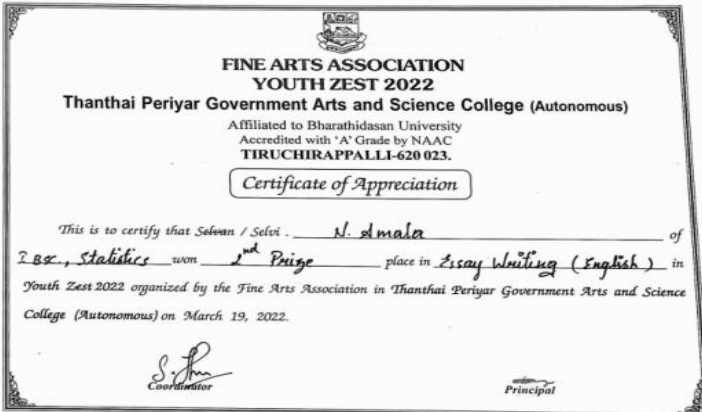 FINE ARTS ASSOCIATION
YOUTH ZEST 2022
Thanthai Periyar Government Arts and Science College (Autonomous)
Affiliated to Bharathidasan University
Accredited with 'A' Grade by NAAC
TIRUCHIRAPPALLI-620 023.
Certificate of Appreciation
This is to certify that Selvan / Selvi . N. Amala of
I BSc., Statistics won 2nd Prize place in Essay Writing (English) in
Youth Zest 2022 organized by the Fine Arts Association in Thanthai Periyar Government Arts and Science
College (Autonomous) on March 19, 2022.
Coordinator
Principal